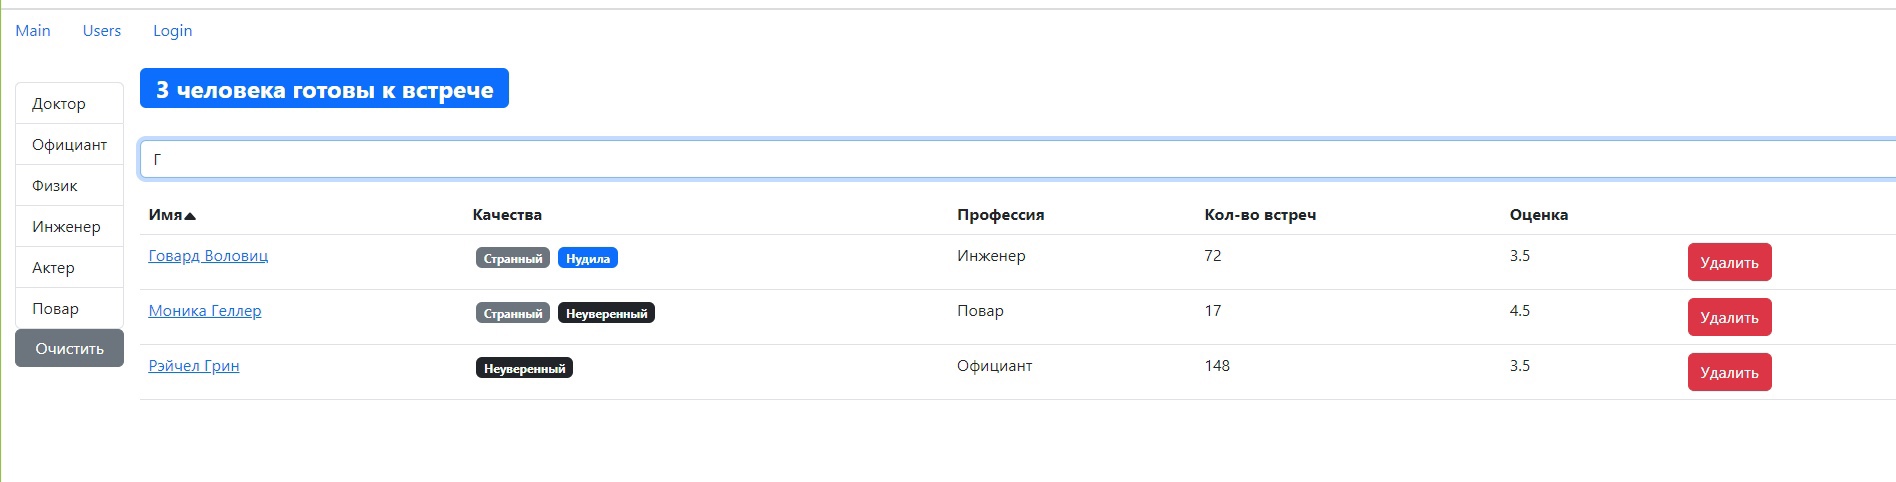 Main Users Login
3 человека готовы к встрече
Доктор
Официант
Физик
Инженер
Актер
Повар
Очистить
Г
Имя Качества Профессия Кол-во встреч Оценка
Говард Воловиц Странный Нудила Инженер 72 3.5 Удалить
Моника Геллер Странный Неуверенный Повар 17 4.5 Удалить
Рэйчел Грин Неуверенный Официант 148 3.5 Удалить